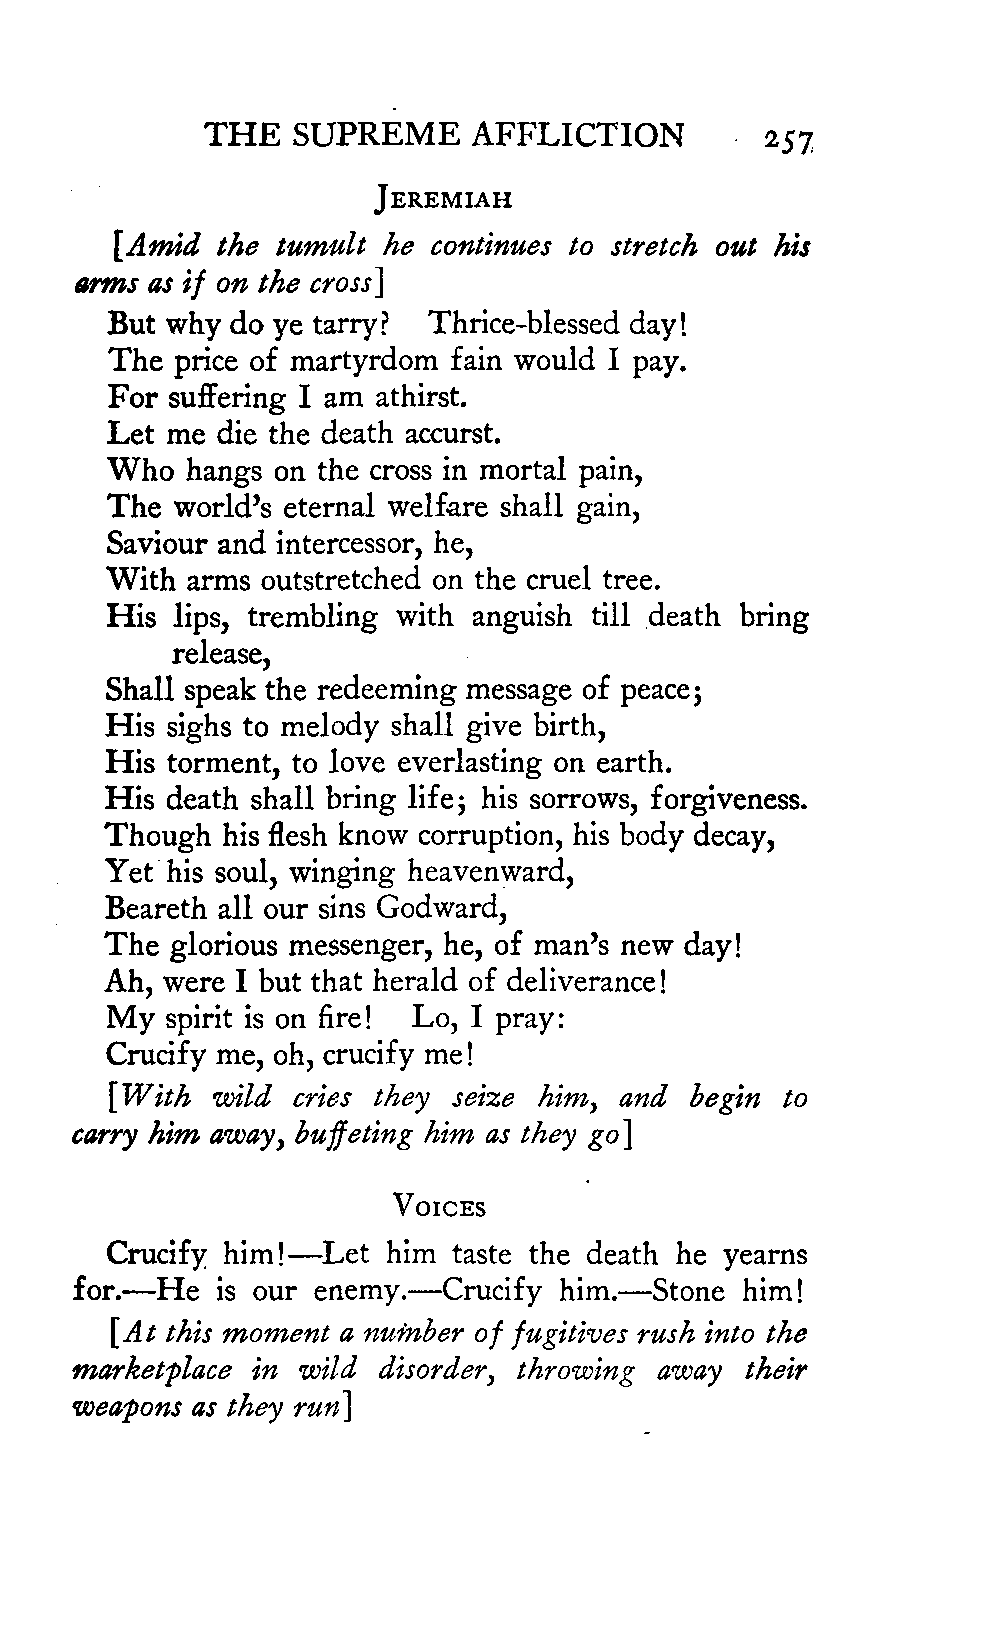 THE SUPREME AFFLICTION 257
JEREMIAH
[Amid the tumult he continues to stretch out his
arms as if on the cross]
But why do ye tarry? Thrice-blessed day!
The price of martyrdom fain would I pay.
For suffering I am athirst.
Let me die the death accurst.
Who hangs on the cross in mortal pain,
The world's eternal welfare shall gain,
Saviour and intercessor, he,
With arms outstretched on the cruel tree.
His lips, trembling with anguish till death bring
release,
Shall speak the redeeming message of peace;
His sighs to melody shall give birth,
His torment, to love everlasting on earth.
His death shall bring life; his sorrows, forgiveness.
Though his flesh know corruption, his body decay,
Yet his soul, winging heavenward,
Beareth all our sins Godward,
The glorious messenger, he, of man's new day!
Ah, were I but that herald of deliverance!
My spirit is on fire! Lo, I pray:
Crucify me, oh, crucify me!
[With wild cries they seize him, and begin to
carry him away, buffeting him as they go]
VOICES
Crucify him!—Let him taste the death he yearns
for.—He is our enemy.—Crucify him.—Stone him!
[At this moment a number of fugitives rush into the
marketplace in wild disorder, throwing away their
weapons as they run]